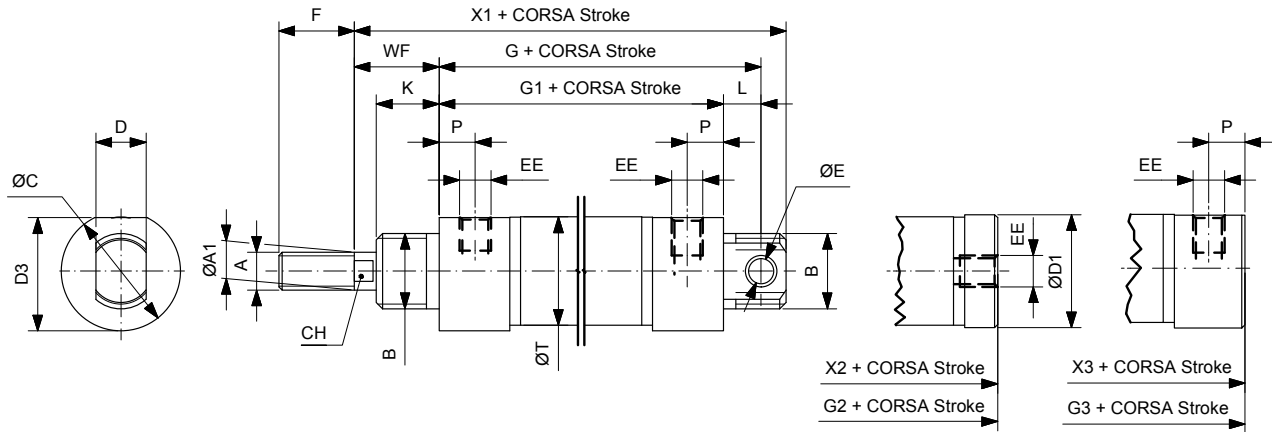 F
X1 + CORSA Stroke
WF
G + CORSA Stroke
K
G1 + CORSA Stroke
L
D
P
P
P
EE
EE
EE
ØE
ØC
D3
ØA1
A
B
EE
ØD1
CH
B
ØT
X2 + CORSA Stroke
X3 + CORSA Stroke
G2 + CORSA Stroke
G3 + CORSA Stroke